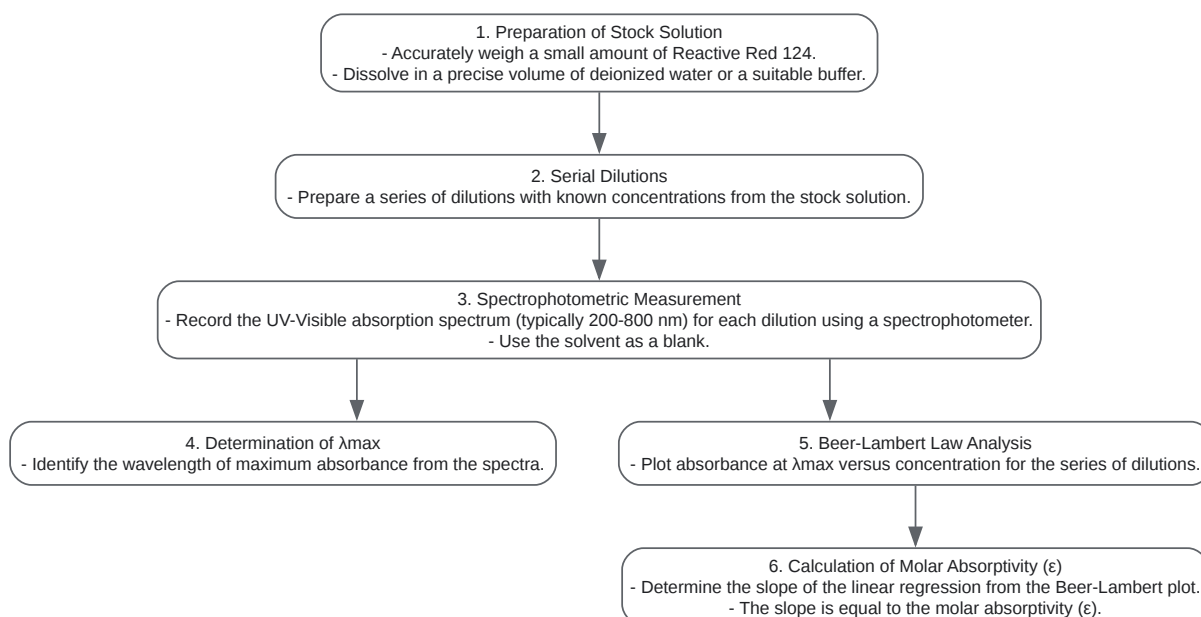 1. Preparation of Stock Solution
- Accurately weigh a small amount of Reactive Red 124.
- Dissolve in a precise volume of deionized water or a suitable buffer.
2. Serial Dilutions
- Prepare a series of dilutions with known concentrations from the stock solution.
3. Spectrophotometric Measurement
- Record the UV-Visible absorption spectrum (typically 200-800 nm) for each dilution using a spectrophotometer.
- Use the solvent as a blank.
4. Determination of λmax
- Identify the wavelength of maximum absorbance from the spectra.
5. Beer-Lambert Law Analysis
- Plot absorbance at λmax versus concentration for the series of dilutions.
6. Calculation of Molar Absorptivity (ε)
- Determine the slope of the linear regression from the Beer-Lambert plot.
- The slope is equal to the molar absorptivity (ε).